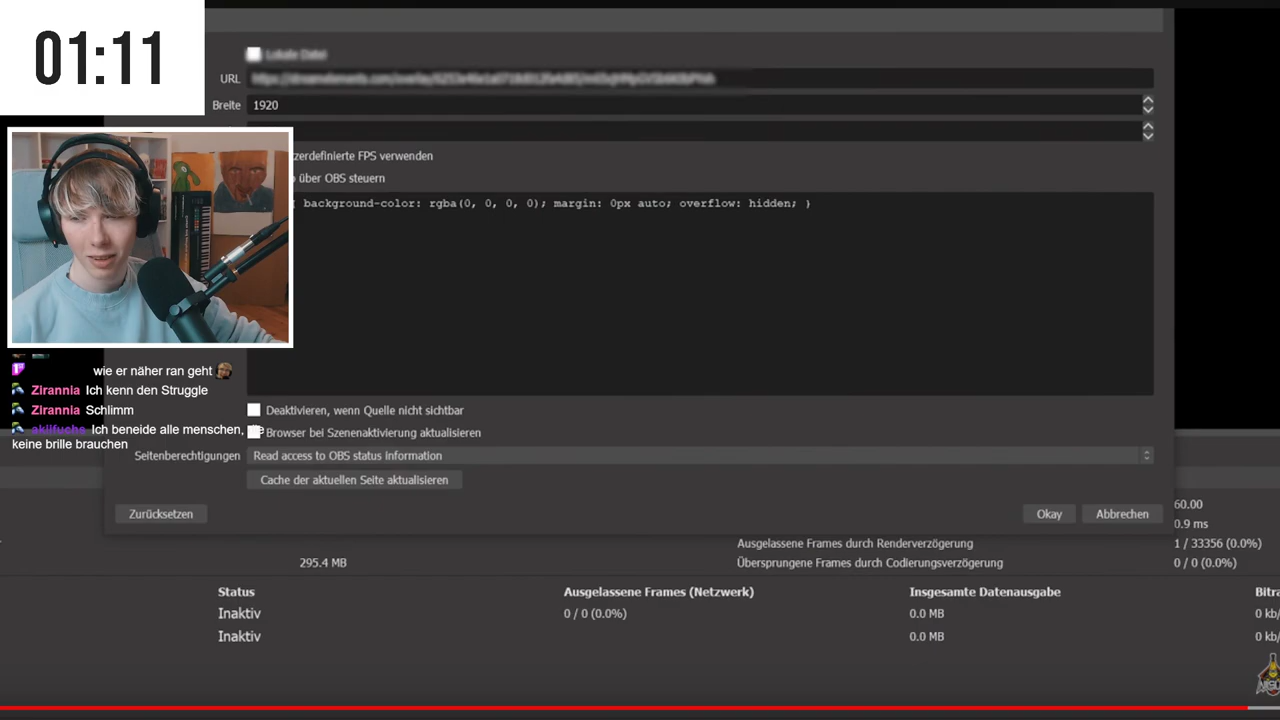 01:11
Lokale Datei
URL
Breite 1920
zerdefinierte FPS verwenden
über OBS steuern
{ background-color: rgba(0, 0, 0, 0); margin: 0px auto; overflow: hidden; }
wie er näher ran geht
Zirannia Ich kenn den Struggle
Zirannia Schlimm
akifuchs Ich beneide alle menschen,
keine brille brauchen
Deaktivieren, wenn Quelle nicht sichtbar
Browser bei Szenenaktivierung aktualisieren
Seitenberechtigungen Read access to OBS status information
Cache der aktuellen Seite aktualisieren
Zurücksetzen Okay Abbrechen
60.00
0.9 ms
Ausgelassene Frames durch Renderverzögerung 1 / 33356 (0.0%)
295.4 MB Übersprungene Frames durch Codierungsverzögerung 0 / 0 (0.0%)
Status Ausgelassene Frames (Netzwerk) Insgesamte Datenausgabe Bitra
Inaktiv 0 / 0 (0.0%) 0.0 MB 0 kb/
Inaktiv 0.0 MB 0 kb/